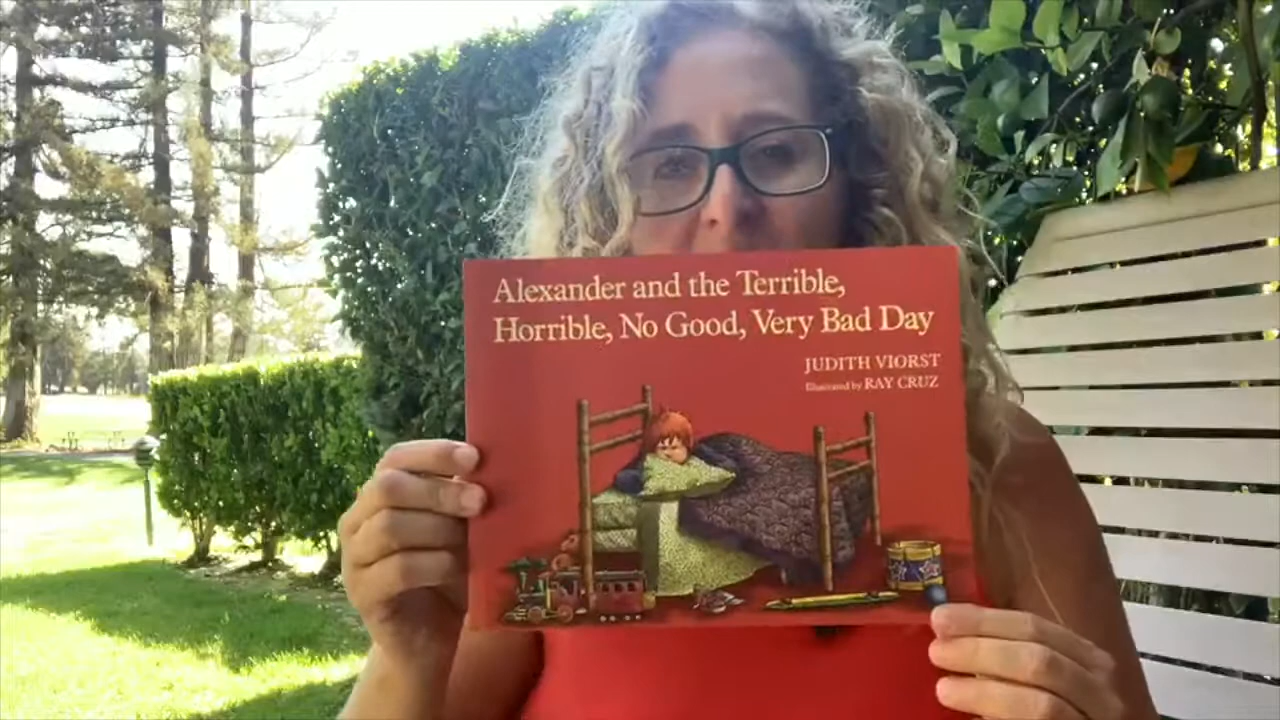 Alexander and the Terrible,
Horrible, No Good, Very Bad Day
JUDITH VIORST
Illustrated by RAY CRUZ